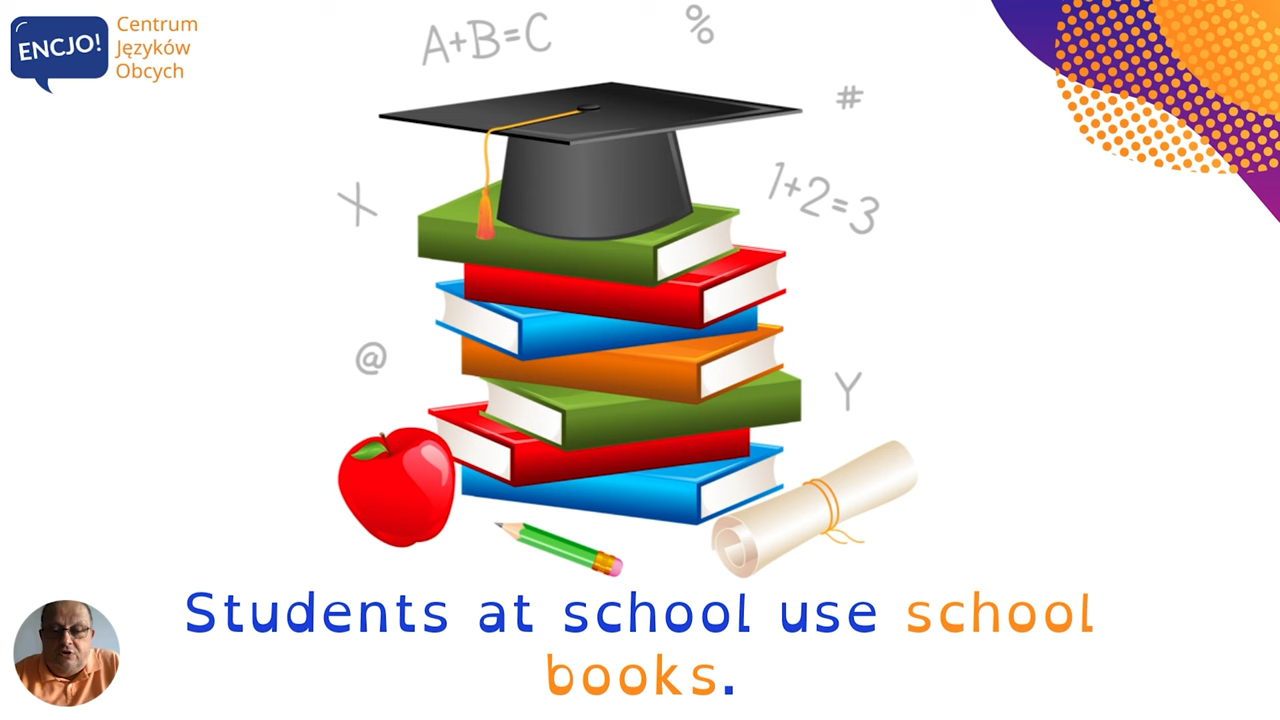 ENCJO!
Centrum
Języków
Obcych
A+B=C
%
#
X
1+2=3
@
Y
Students at school use school
books.